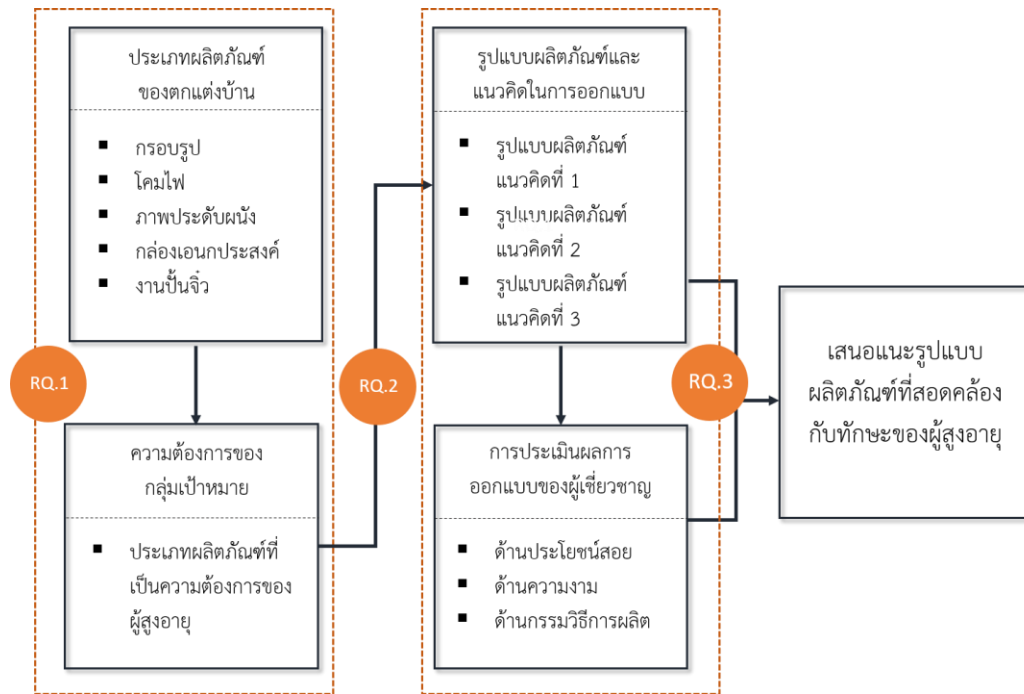 ประเภทผลิตภัณฑ์
ของตกแต่งบ้าน
▪ กรอบรูป
▪ โคมไฟ
▪ ภาพประดับผนัง
▪ กล่องเอนกประสงค์
▪ งานปั้นจิ๋ว
RQ.1
ความต้องการของ
กลุ่มเป้าหมาย
▪ ประเภทผลิตภัณฑ์ที่
เป็นความต้องการของ
ผู้สูงอายุ
RQ.2
รูปแบบผลิตภัณฑ์และ
แนวคิดในการออกแบบ
▪ รูปแบบผลิตภัณฑ์
แนวคิดที่ 1
▪ รูปแบบผลิตภัณฑ์
แนวคิดที่ 2
▪ รูปแบบผลิตภัณฑ์
แนวคิดที่ 3
RQ.3
การประเมินผลการ
ออกแบบของผู้เชี่ยวชาญ
▪ ด้านประโยชน์สอย
▪ ด้านความงาม
▪ ด้านกรรมวิธีการผลิต
เสนอแนะรูปแบบ
ผลิตภัณฑ์ที่สอดคล้อง
กับทักษะของผู้สูงอายุ